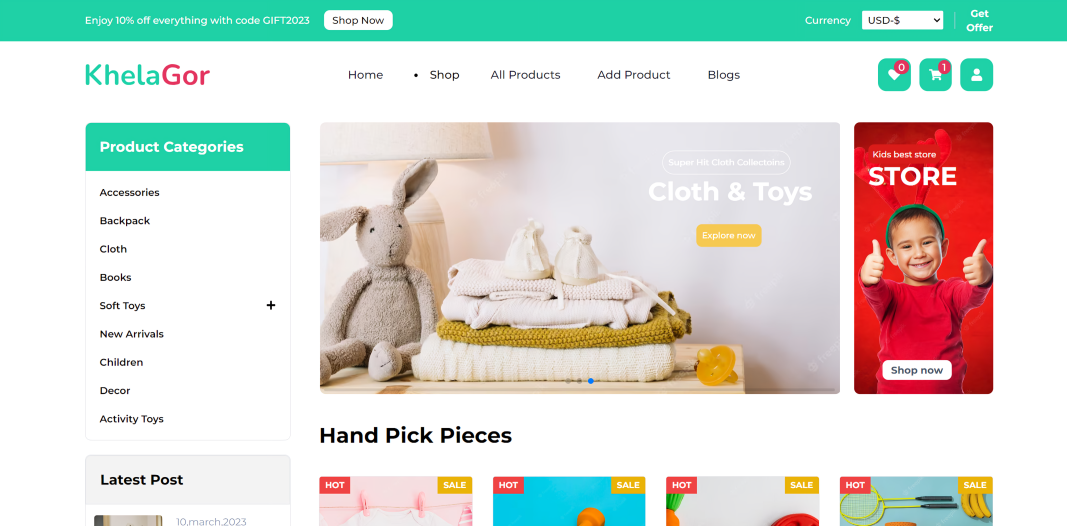 Enjoy 10% off everything with code GIFT2023
Shop Now
Currency
USD-$
Get
Offer
KhelaGor
Home
Shop
All Products
Add Product
Blogs
0
1
Product Categories
Accessories
Backpack
Cloth
Books
Soft Toys
+
New Arrivals
Children
Decor
Activity Toys
Super Hit Cloth Collectoins
Cloth & Toys
Explore now
Kids best store
STORE
Shop now
Hand Pick Pieces
HOT
SALE
HOT
SALE
HOT
SALE
HOT
SALE
Latest Post
10,march,2023